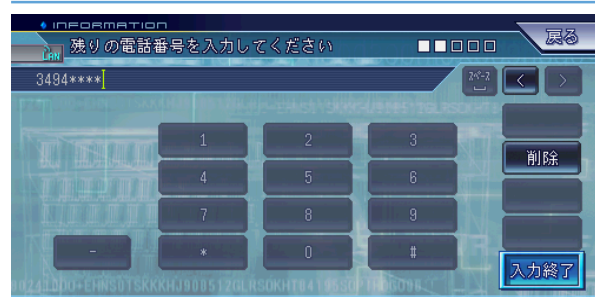 INFORMATION
戻る
LAN 残りの電話番号を入力してください
3494****
スペース < >
1 2 3
削除
4 5 6
7 8 9
- * 0 #
入力終了